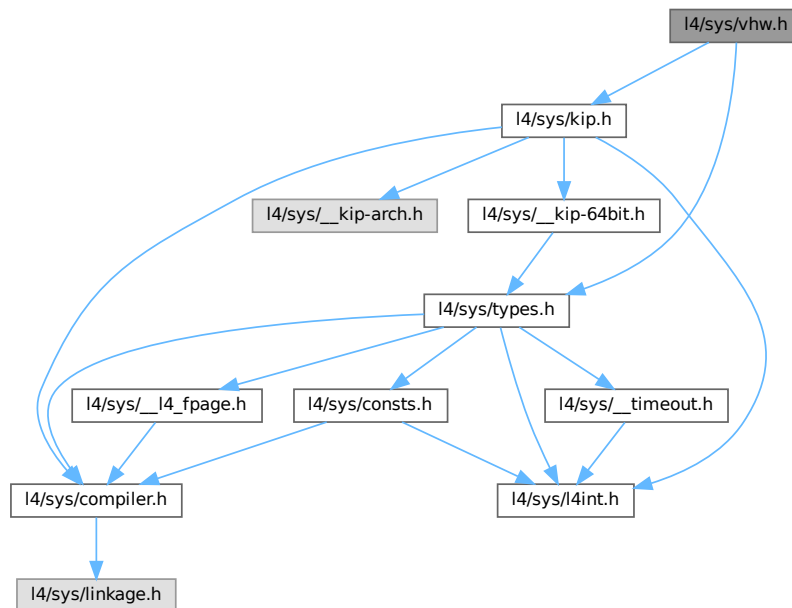 l4/sys/vhw.h
l4/sys/kip.h
l4/sys/__kip-arch.h
l4/sys/__kip-64bit.h
l4/sys/types.h
l4/sys/__l4_fpage.h
l4/sys/consts.h
l4/sys/__timeout.h
l4/sys/compiler.h
l4/sys/l4int.h
l4/sys/linkage.h